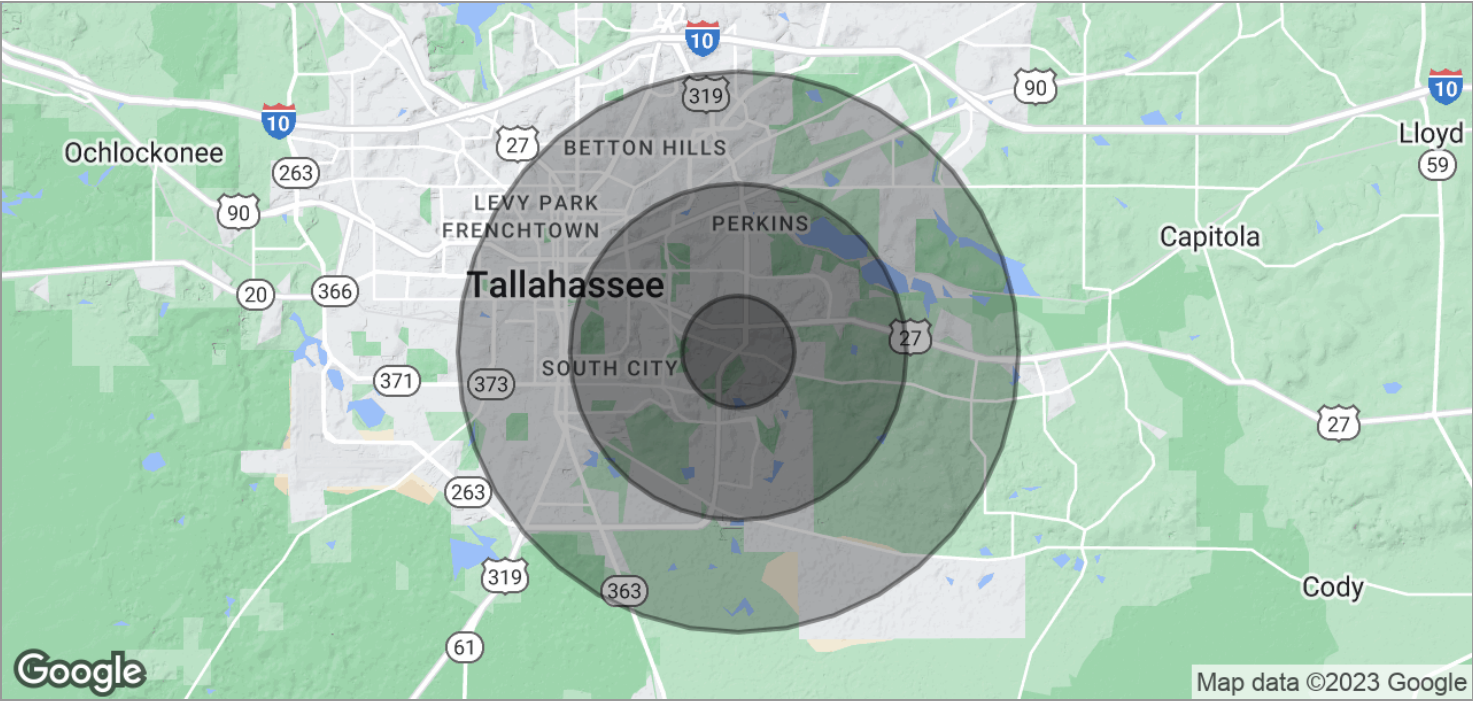 10
319
90
10
10
27
Lloyd
Ochlockonee
BETTON HILLS
263
59
90
LEVY PARK
FRENCHTOWN
PERKINS
Capitola
Tallahassee
20
366
27
SOUTH CITY
371
373
27
263
319
363
Cody
61
Google
Map data ©2023 Google